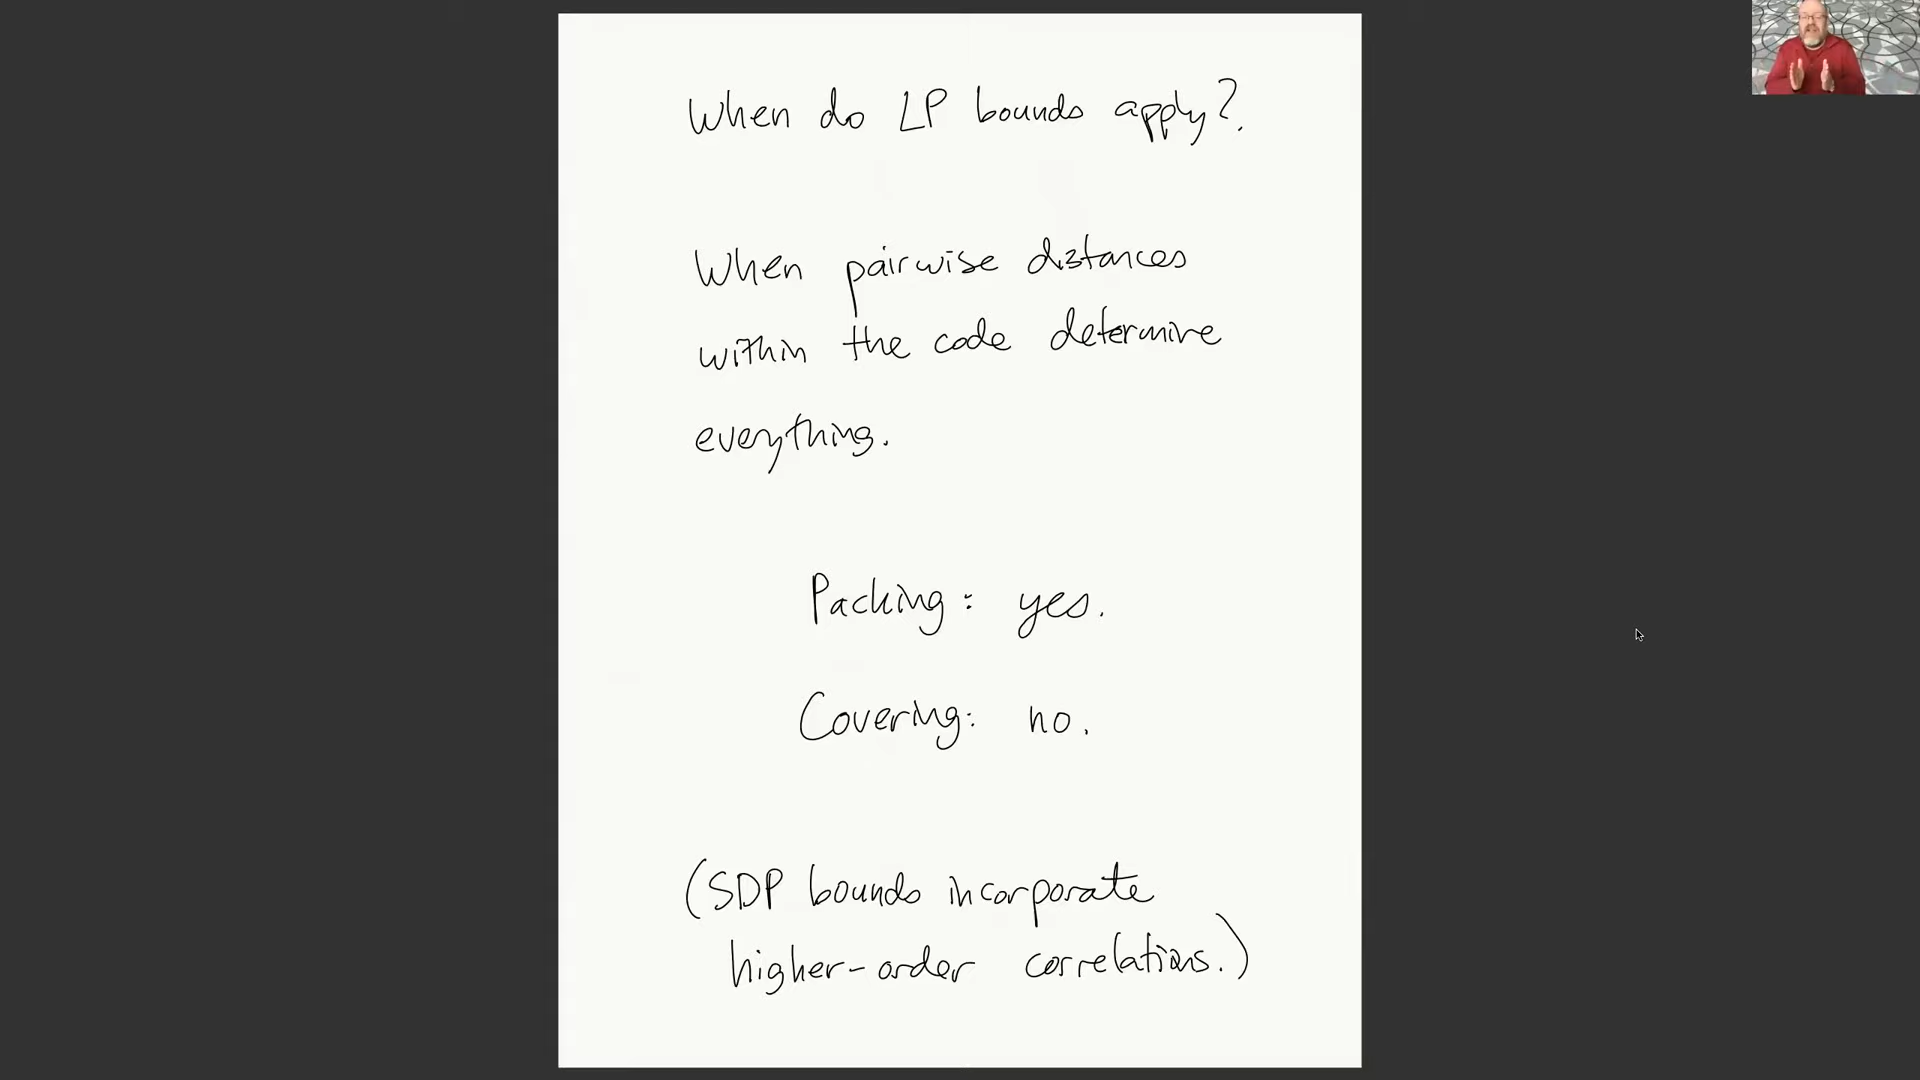 When do LP bounds apply?
When pairwise distances
within the code determine
everything.
Packing: yes.
Covering: no.
(SDP bounds incorporate
higher-order correlations.)